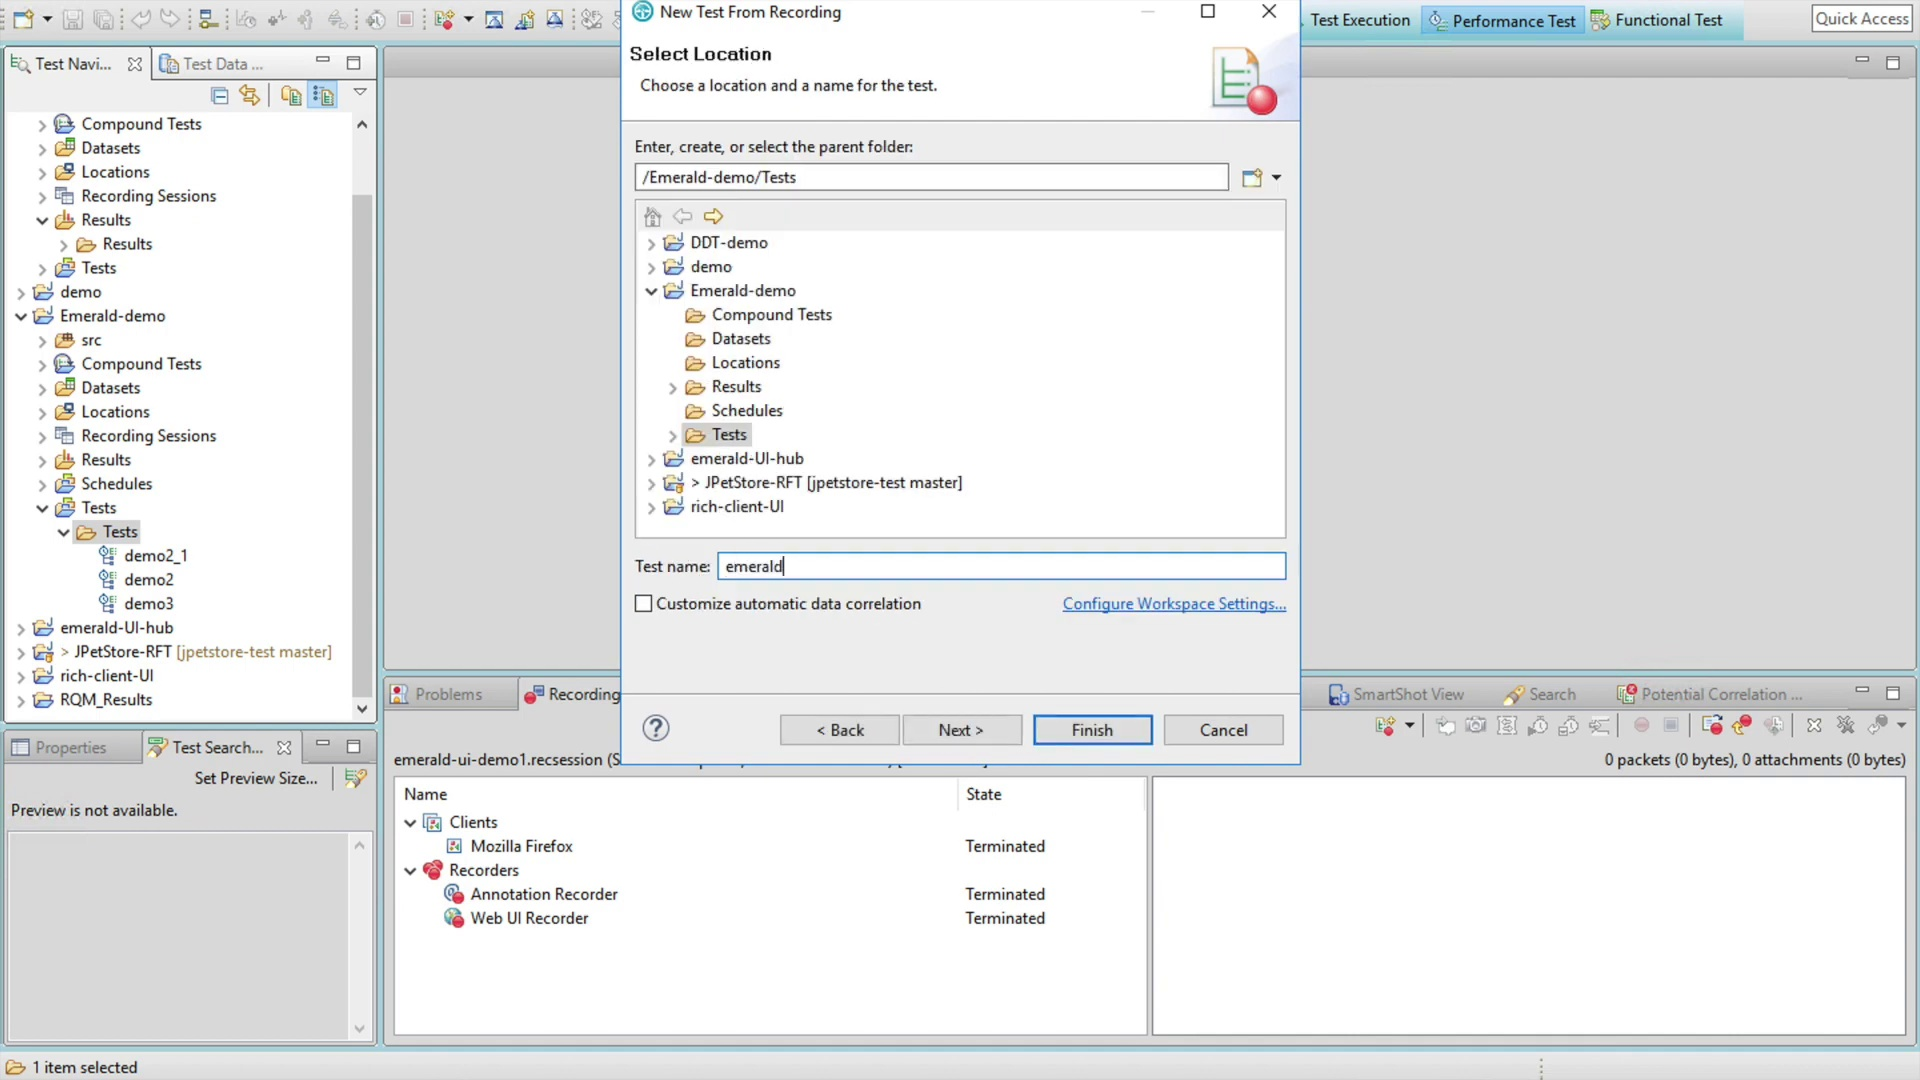 New Test From Recording
Test Execution
Performance Test
Functional Test
Quick Access
Test Navi...
Test Data ...
Select Location
Choose a location and a name for the test.
Compound Tests
Datasets
Locations
Recording Sessions
Results
Results
Tests
demo
Emerald-demo
src
Compound Tests
Datasets
Locations
Recording Sessions
Results
Schedules
Tests
Tests
demo2_1
demo2
demo3
emerald-UI-hub
> JPetStore-RFT [jpetstore-test master]
rich-client-UI
RQM_Results
Enter, create, or select the parent folder:
/Emerald-demo/Tests
DDT-demo
demo
Emerald-demo
Compound Tests
Datasets
Locations
Results
Schedules
Tests
emerald-UI-hub
> JPetStore-RFT [jpetstore-test master]
rich-client-UI
Test name: emerald
Customize automatic data correlation
Configure Workspace Settings...
< Back
Next >
Finish
Cancel
Problems
Recording
SmartShot View
Search
Potential Correlation ...
Properties
Test Search...
Set Preview Size...
Preview is not available.
emerald-ui-demo1.recsession (S
0 packets (0 bytes), 0 attachments (0 bytes)
Name State
Clients
Mozilla Firefox Terminated
Recorders
Annotation Recorder Terminated
Web UI Recorder Terminated
1 item selected